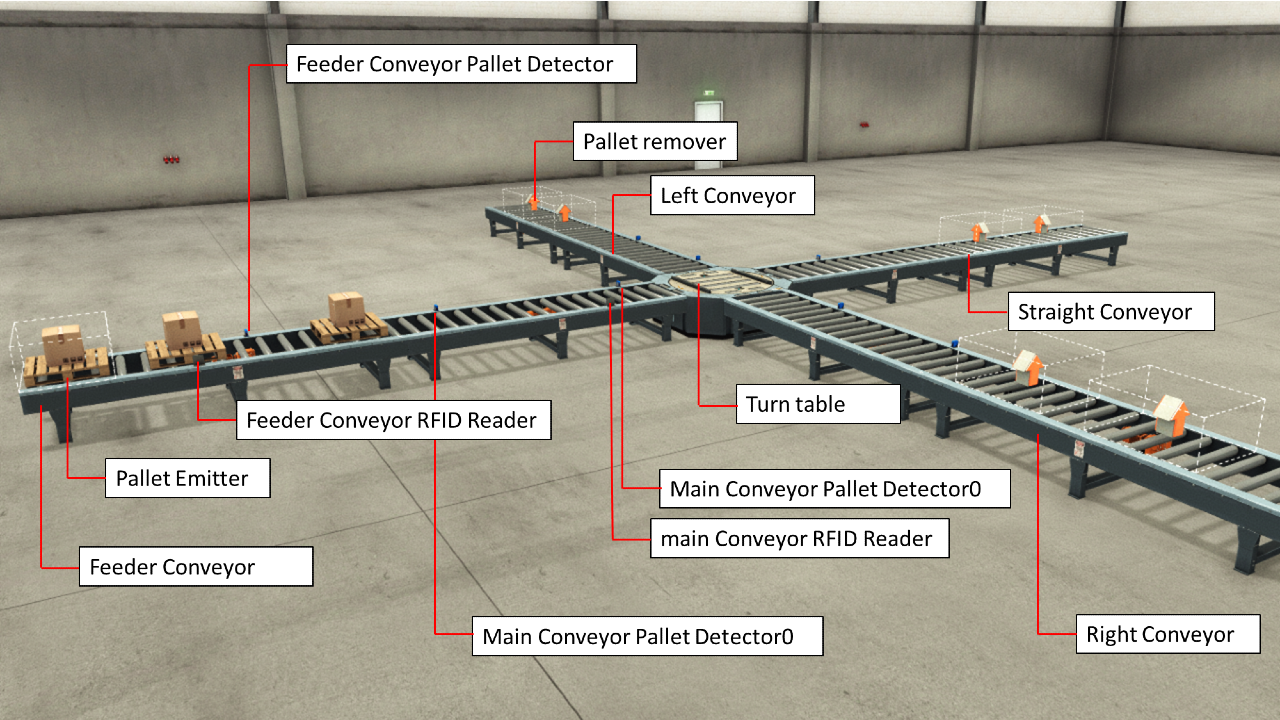 Feeder Conveyor Pallet Detector
Pallet remover
Left Conveyor
Straight Conveyor
Turn table
Feeder Conveyor RFID Reader
Pallet Emitter
Main Conveyor Pallet Detector0
main Conveyor RFID Reader
Feeder Conveyor
Main Conveyor Pallet Detector0
Right Conveyor